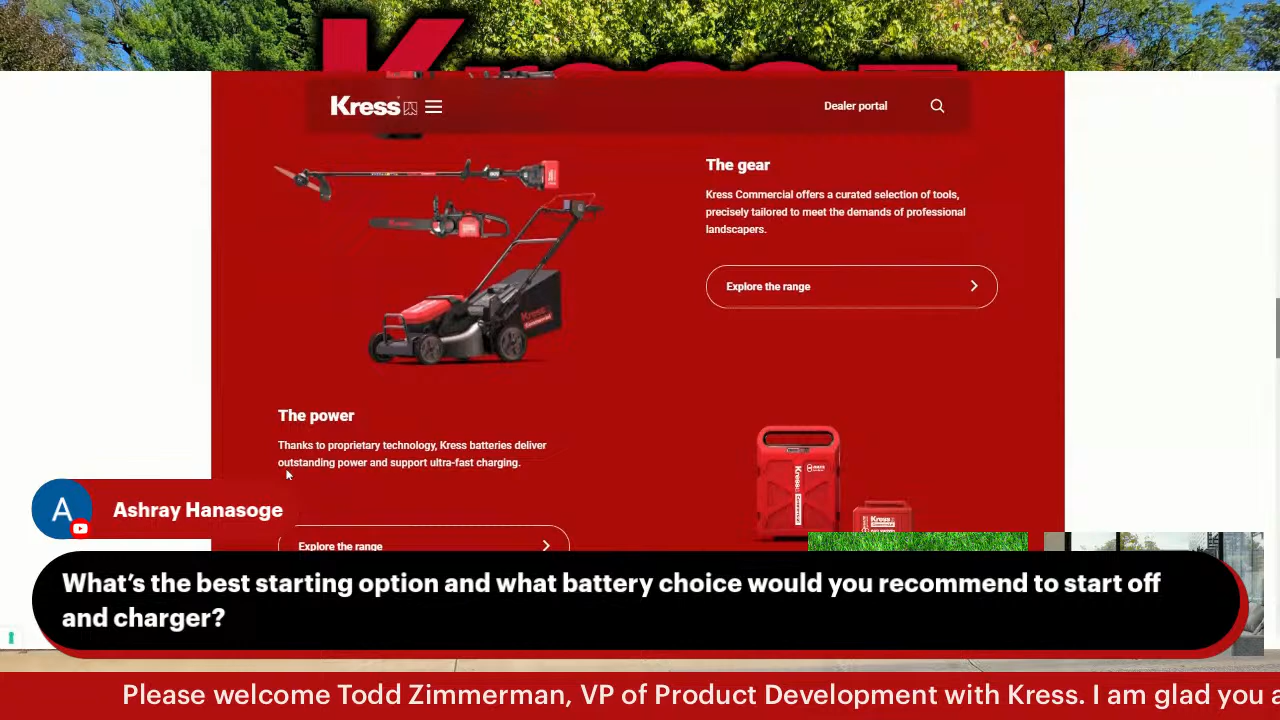 Kress
Kress
Dealer portal
The gear
Kress Commercial offers a curated selection of tools,
precisely tailored to meet the demands of professional
landscapers.
Explore the range
The power
Thanks to proprietary technology, Kress batteries deliver
outstanding power and support ultra-fast charging.
Explore the range
A
Ashray Hanasoge
What’s the best starting option and what battery choice would you recommend to start off
and charger?
Please welcome Todd Zimmerman, VP of Product Development with Kress. I am glad you a